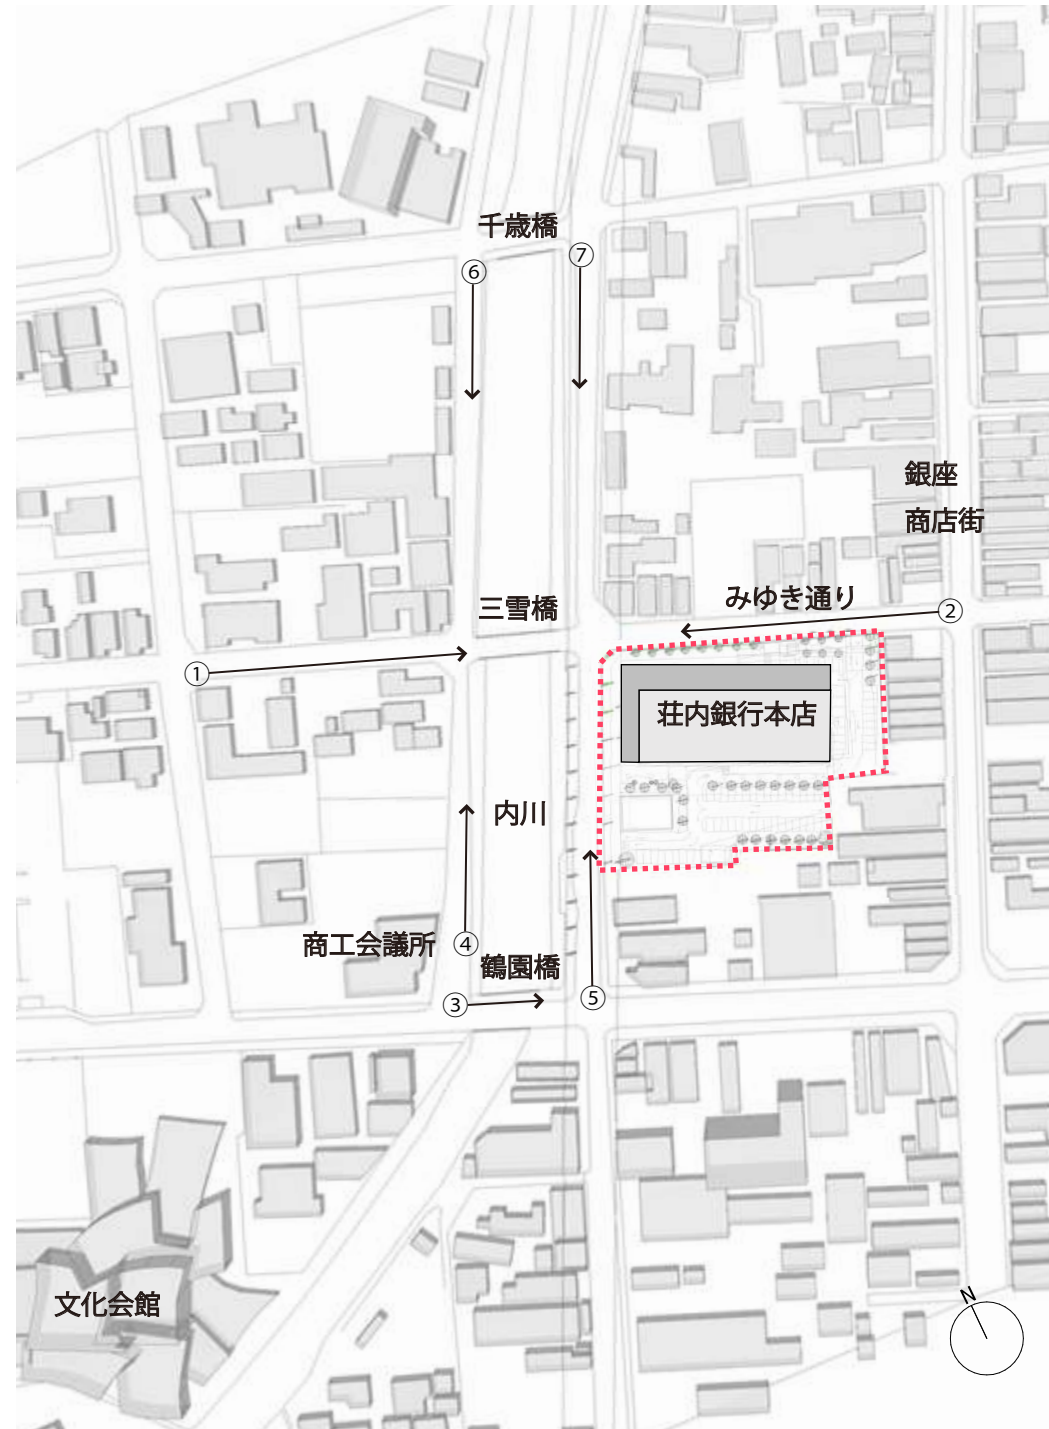 千歳橋
⑥
⑦
銀座
商店街
三雪橋
みゆき通り
②
①
荘内銀行本店
内川
商工会議所
④
鶴園橋
③
⑤
文化会館
N